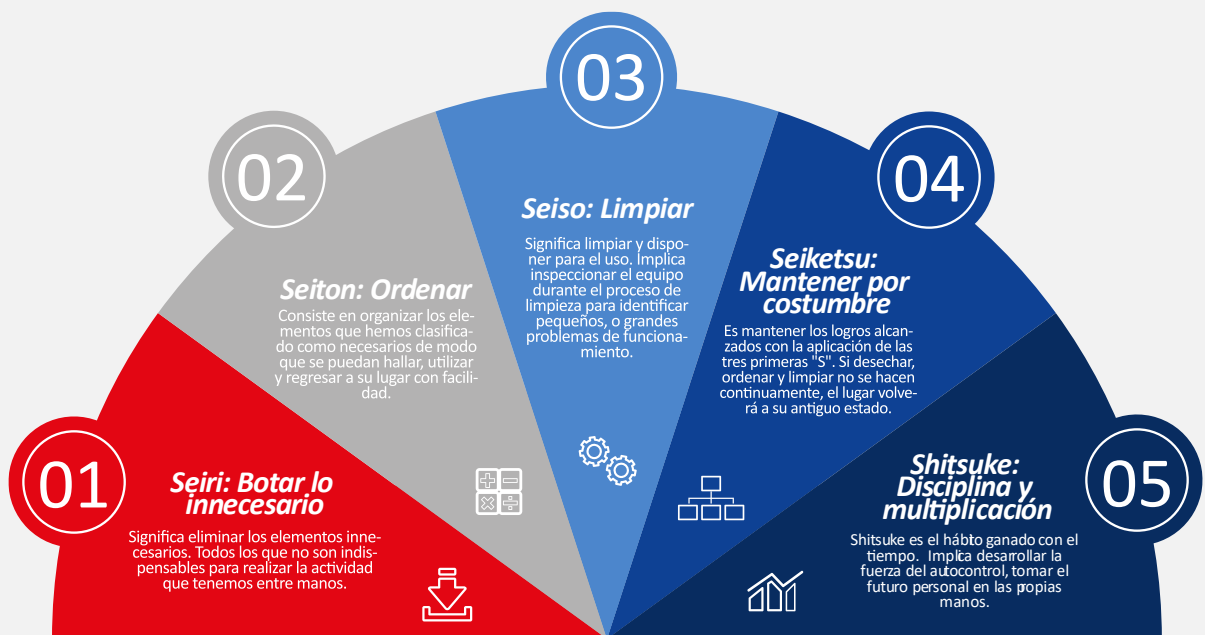 01
Seiri: Botar lo
innecesario
Significa eliminar los elementos inne-
cesarios. Todos los que no son indis-
pensables para realizar la actividad
que tenemos entre manos.
02
Seiton: Ordenar
Consiste en organizar los ele-
mentos que hemos clasifica-
do como necesarios de modo
que se puedan hallar, utilizar
y regresar a su lugar con facili-
dad.
03
Seiso: Limpiar
Significa limpiar y dispo-
ner para el uso. Implica
inspeccionar el equipo
durante el proceso de
limpieza para identificar
pequeños, o grandes
problemas de funciona-
miento.
04
Seiketsu:
Mantener por
costumbre
Es mantener los logros alcan-
zados con la aplicación de las
tres primeras "S". Si desechar,
ordenar y limpiar no se hacen
continuamente, el lugar volve-
rá a su antiguo estado.
05
Shitsuke:
Disciplina y
multiplicación
Shitsuke es el hábito ganado con el
tiempo. Implica desarrollar la
fuerza del autocontrol, tomar el
futuro personal en las propias
manos.